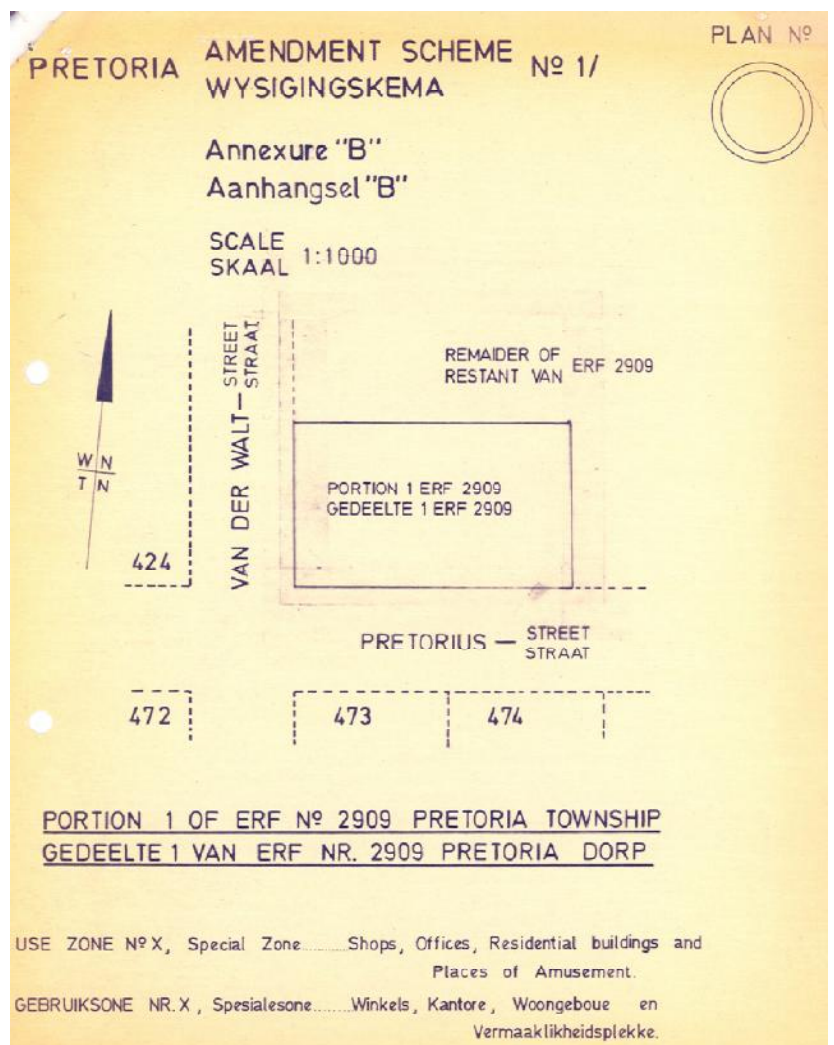 PLAN Nº
PRETORIA AMENDMENT SCHEME Nº 1/
WYSIGINGSKEMA
Annexure "B"
Aanhangsel "B"
SCALE
SKAAL 1:1000
VAN DER WALT — STREET
STRAAT
REMAIDER OF
RESTANT VAN ERF 2909
W N
T N
PORTION 1 ERF 2909
GEDEELTE 1 ERF 2909
424
PRETORIUS — STREET
STRAAT
472 473 474
PORTION 1 OF ERF Nº 2909 PRETORIA TOWNSHIP
GEDEELTE 1 VAN ERF NR. 2909 PRETORIA DORP
USE ZONE Nº X, Special Zone........Shops, Offices, Residential buildings and
Places of Amusement.
GEBRUIKSONE NR. X, Spesialesone........Winkels, Kantore, Woongeboue en
Vermaaklikheidsplekke.